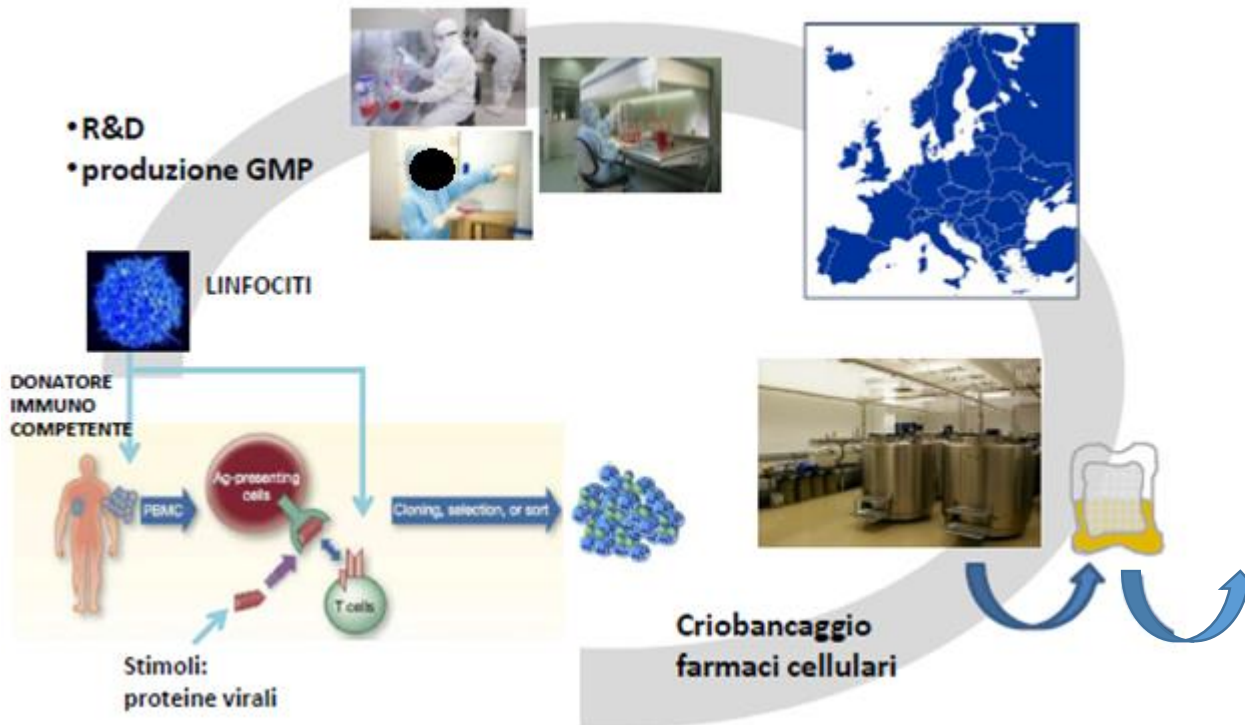 •R&D
•produzione GMP
LINFOCITI
DONATORE
IMMUNO
COMPETENTE
Ag-presenting
cells
PBMC
Cloning, selection, or sort
T cells
Stimoli:
proteine virali
Criobancaggio
farmaci cellulari